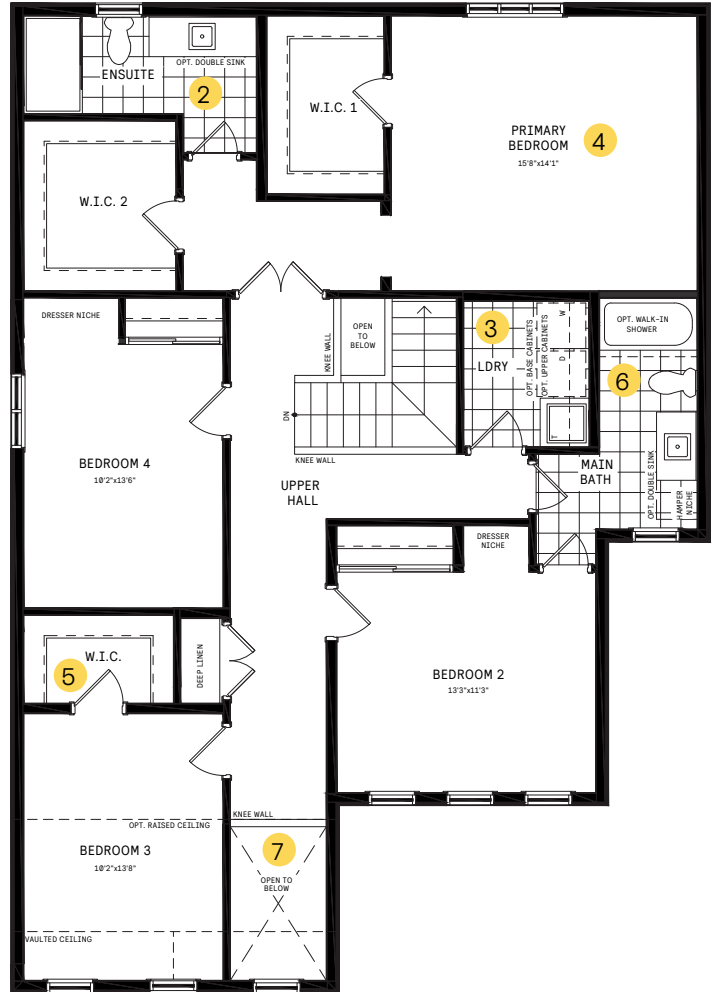 OPT. DOUBLE SINK
ENSUITE
2
W.I.C. 1
PRIMARY
BEDROOM
15'8"x14'1"
4
W.I.C. 2
DRESSER NICHE
KNEE WALL
OPEN
TO
BELOW
3
LDRY
OPT. BASE CABINETS
OPT. UPPER CABINETS
W
D
T
OPT. WALK-IN
SHOWER
6
DN
KNEE WALL
BEDROOM 4
10'2"x13'6"
UPPER
HALL
MAIN
BATH
OPT. DOUBLE SINK
HAMPER
NICHE
DRESSER
NICHE
W.I.C.
5
DEEP LINEN
BEDROOM 2
13'3"x11'3"
KNEE WALL
OPT. RAISED CEILING
BEDROOM 3
10'2"x13'8"
7
OPEN TO
BELOW
VAULTED CEILING